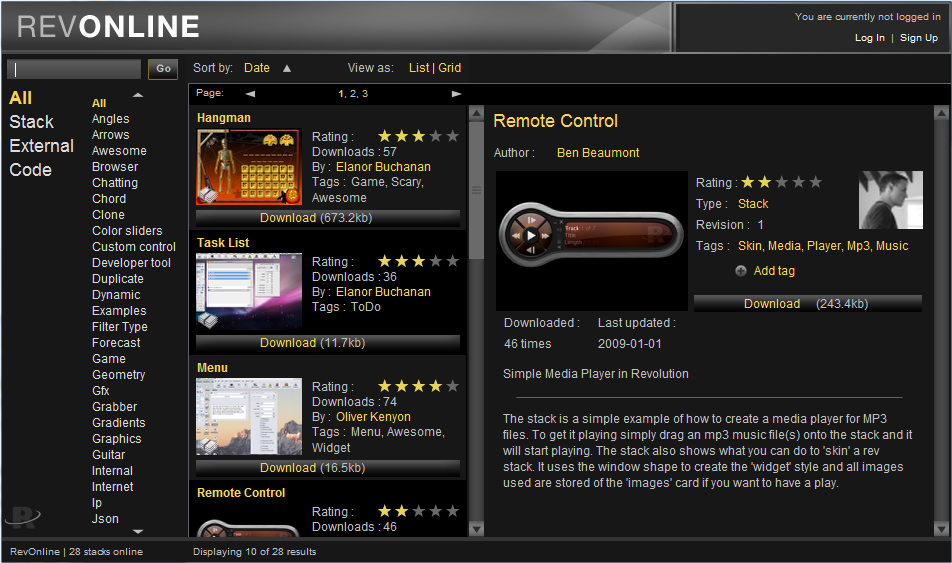 REVONLINE
You are currently not logged in
Log In | Sign Up
Go
Sort by: Date ▲ View as: List | Grid
Page: ◄ 1, 2, 3 ►
All
Stack
External
Code
All
Angles
Arrows
Awesome
Browser
Chatting
Chord
Clone
Color sliders
Custom control
Developer tool
Duplicate
Dynamic
Examples
Filter Type
Forecast
Game
Geometry
Gfx
Grabber
Gradients
Graphics
Guitar
Internal
Internet
Ip
Json
Hangman
Rating :
Downloads : 57
By : Elanor Buchanan
Tags : Game, Scary,
Awesome
Download (673.2kb)
Task List
Rating :
Downloads : 36
By : Elanor Buchanan
Tags : ToDo
Download (11.7kb)
Menu
Rating :
Downloads : 74
By : Oliver Kenyon
Tags : Menu, Awesome,
Widget
Download (16.5kb)
Remote Control
Rating :
Downloads : 46
Remote Control
Author : Ben Beaumont
Track 1 of 1
Title
Length
R
Rating :
Type : Stack
Revision : 1
Tags : Skin, Media, Player, Mp3, Music
Add tag
Download (243.4kb)
Downloaded : Last updated :
46 times 2009-01-01
Simple Media Player in Revolution
The stack is a simple example of how to create a media player for MP3
files. To get it playing simply drag an mp3 music file(s) onto the stack and it
will start playing. The stack also shows what you can do to 'skin' a rev
stack. It uses the window shape to create the 'widget' style and all images
used are stored of the 'images' card if you want to have a play.
R
RevOnline | 28 stacks online
Displaying 10 of 28 results